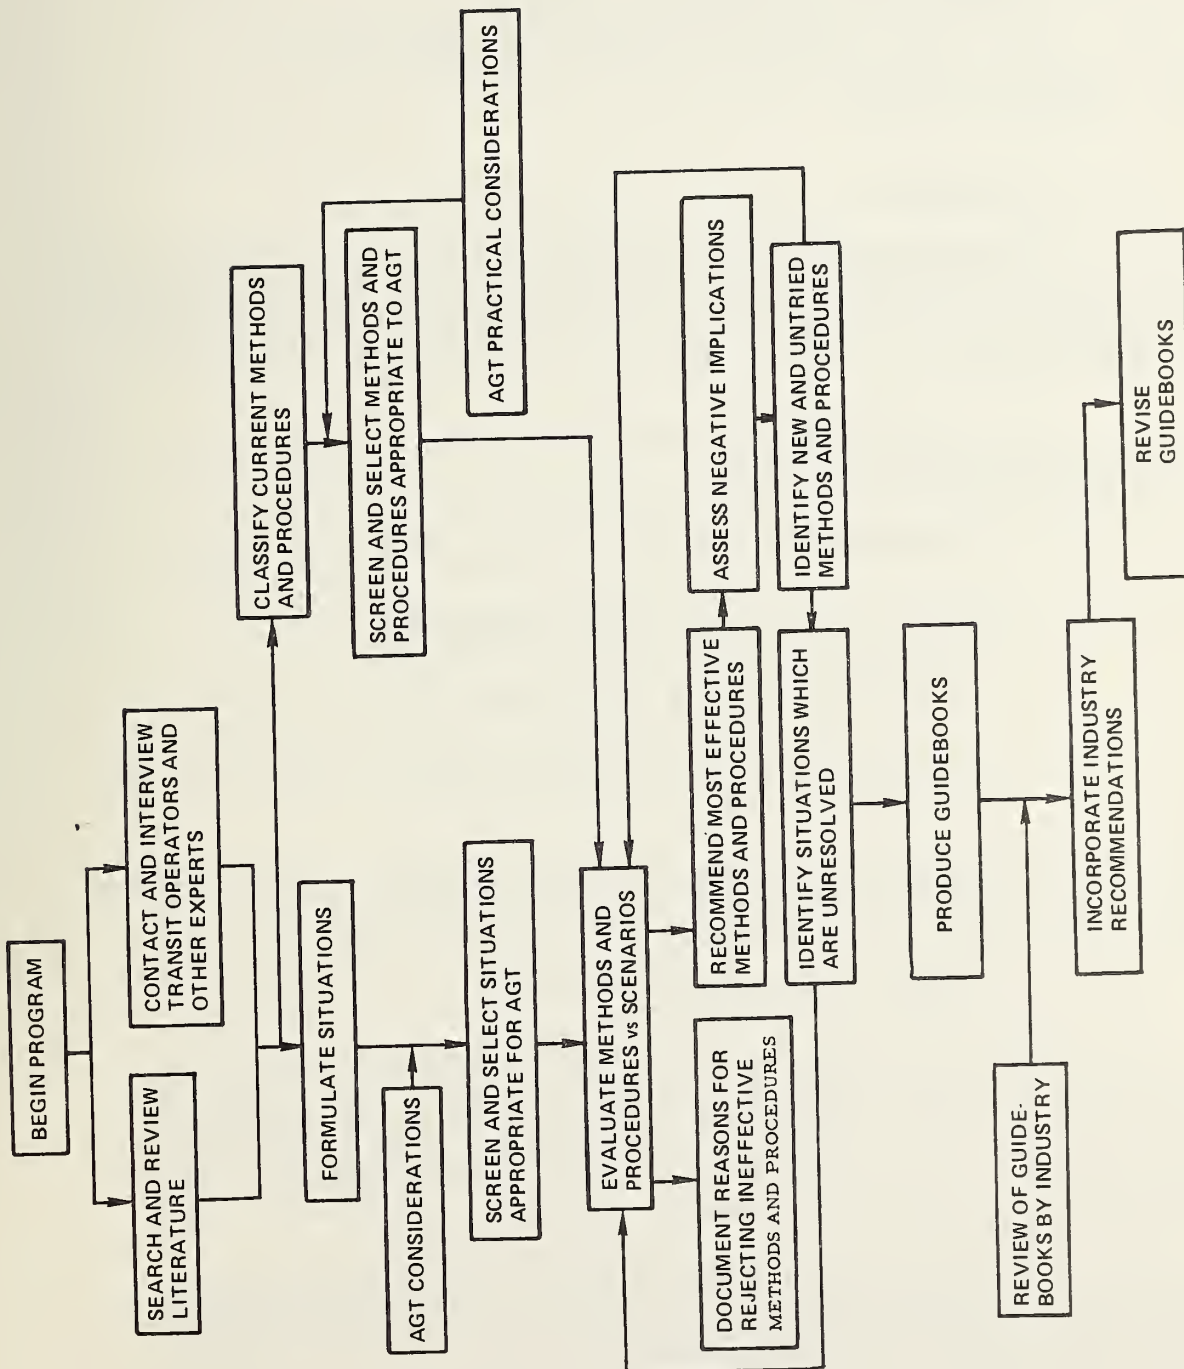 BEGIN PROGRAM
SEARCH AND REVIEW
LITERATURE
CONTACT AND INTERVIEW
TRANSIT OPERATORS AND
OTHER EXPERTS
FORMULATE SITUATIONS
CLASSIFY CURRENT METHODS
AND PROCEDURES
AGT CONSIDERATIONS
SCREEN AND SELECT METHODS AND
PROCEDURES APPROPRIATE TO AGT
SCREEN AND SELECT SITUATIONS
APPROPRIATE FOR AGT
AGT PRACTICAL CONSIDERATIONS
EVALUATE METHODS AND
PROCEDURES vs SCENARIOS
DOCUMENT REASONS FOR
REJECTING INEFFECTIVE
METHODS AND PROCEDURES
RECOMMEND MOST EFFECTIVE
METHODS AND PROCEDURES
ASSESS NEGATIVE IMPLICATIONS
IDENTIFY SITUATIONS WHICH
ARE UNRESOLVED
IDENTIFY NEW AND UNTRIED
METHODS AND PROCEDURES
PRODUCE GUIDEBOOKS
REVIEW OF GUIDE-
BOOKS BY INDUSTRY
INCORPORATE INDUSTRY
RECOMMENDATIONS
REVISE
GUIDEBOOKS